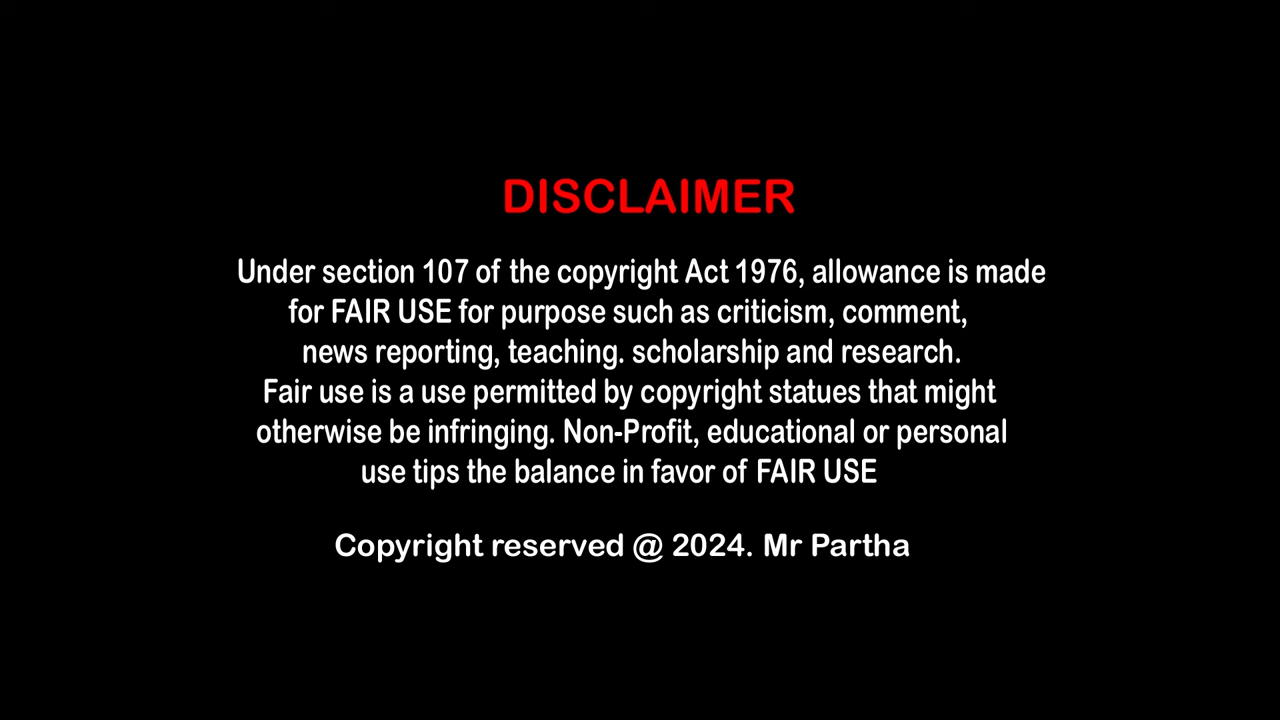 DISCLAIMER
Under section 107 of the copyright Act 1976, allowance is made
for FAIR USE for purpose such as criticism, comment,
news reporting, teaching. scholarship and research.
Fair use is a use permitted by copyright statues that might
otherwise be infringing. Non-Profit, educational or personal
use tips the balance in favor of FAIR USE
Copyright reserved @ 2024. Mr Partha